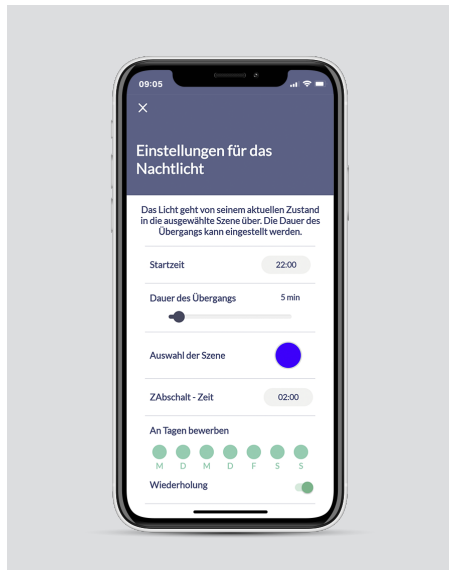 09:05
Einstellungen für das
Nachtlicht
Das Licht geht von seinem aktuellen Zustand
in die ausgewählte Szene über. Die Dauer des
Übergangs kann eingestellt werden.
Startzeit 22:00
Dauer des Übergangs 5 min
Auswahl der Szene
ZAbschalt - Zeit 02:00
An Tagen bewerben
M D M D F S S
Wiederholung